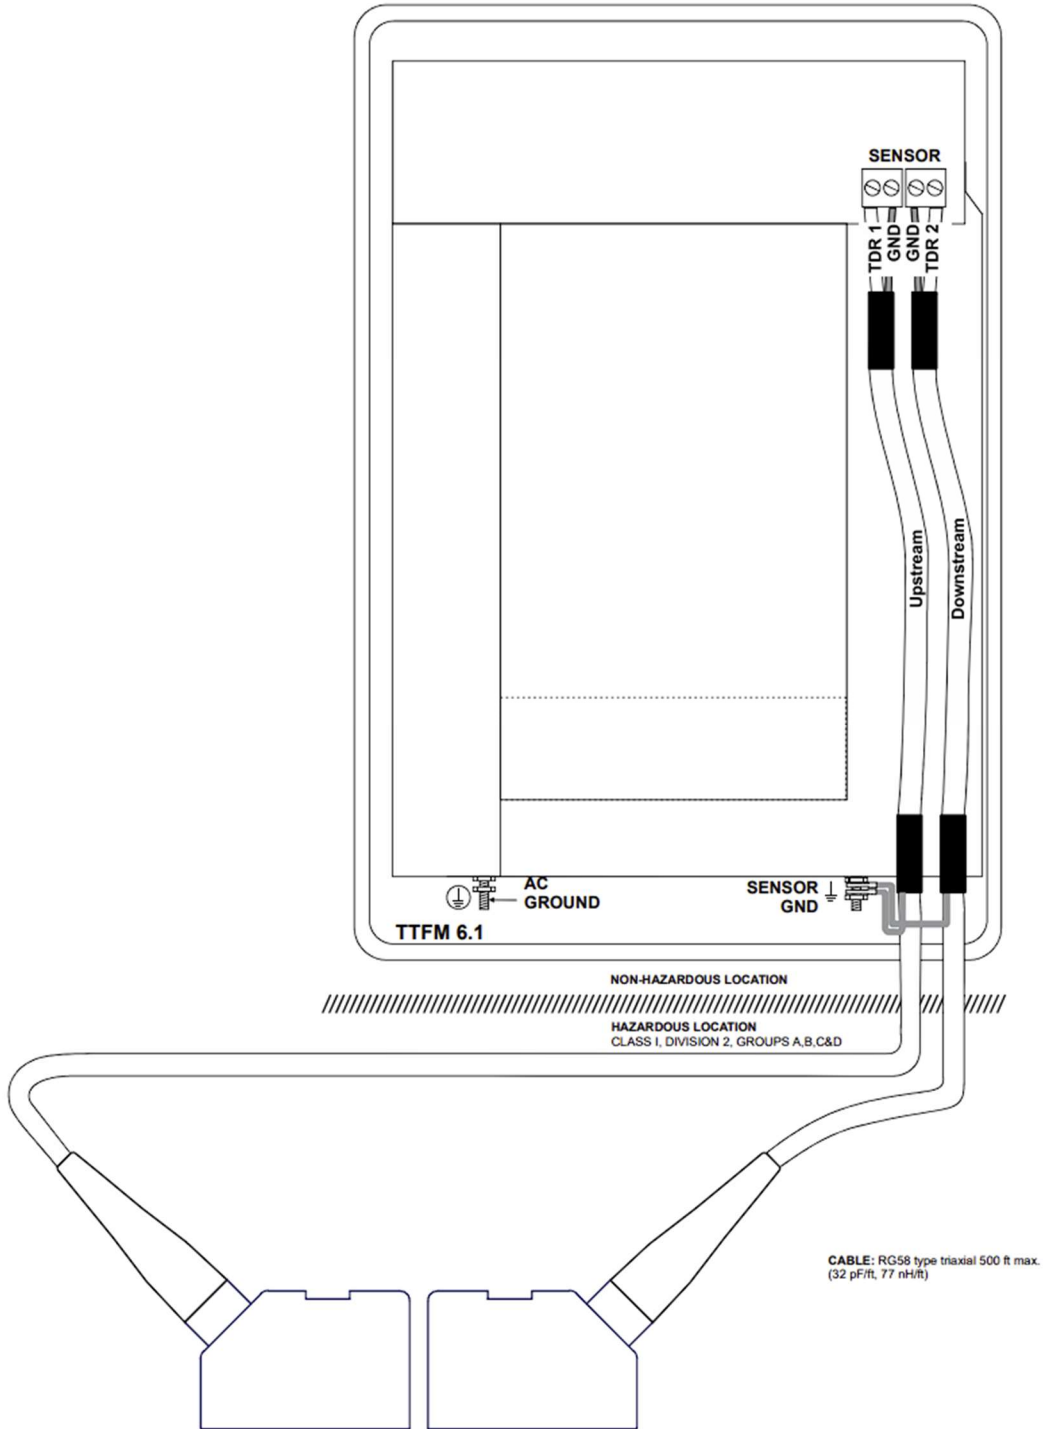 SENSOR
TDR 1
GND
GND
TDR 2
Upstream
Downstream
AC
GROUND
SENSOR
GND
TTFM 6.1
NON-HAZARDOUS LOCATION
HAZARDOUS LOCATION
CLASS I, DIVISION 2, GROUPS A,B,C&D
CABLE: RG58 type triaxial 500 ft max.
(32 pF/ft, 77 nH/ft)